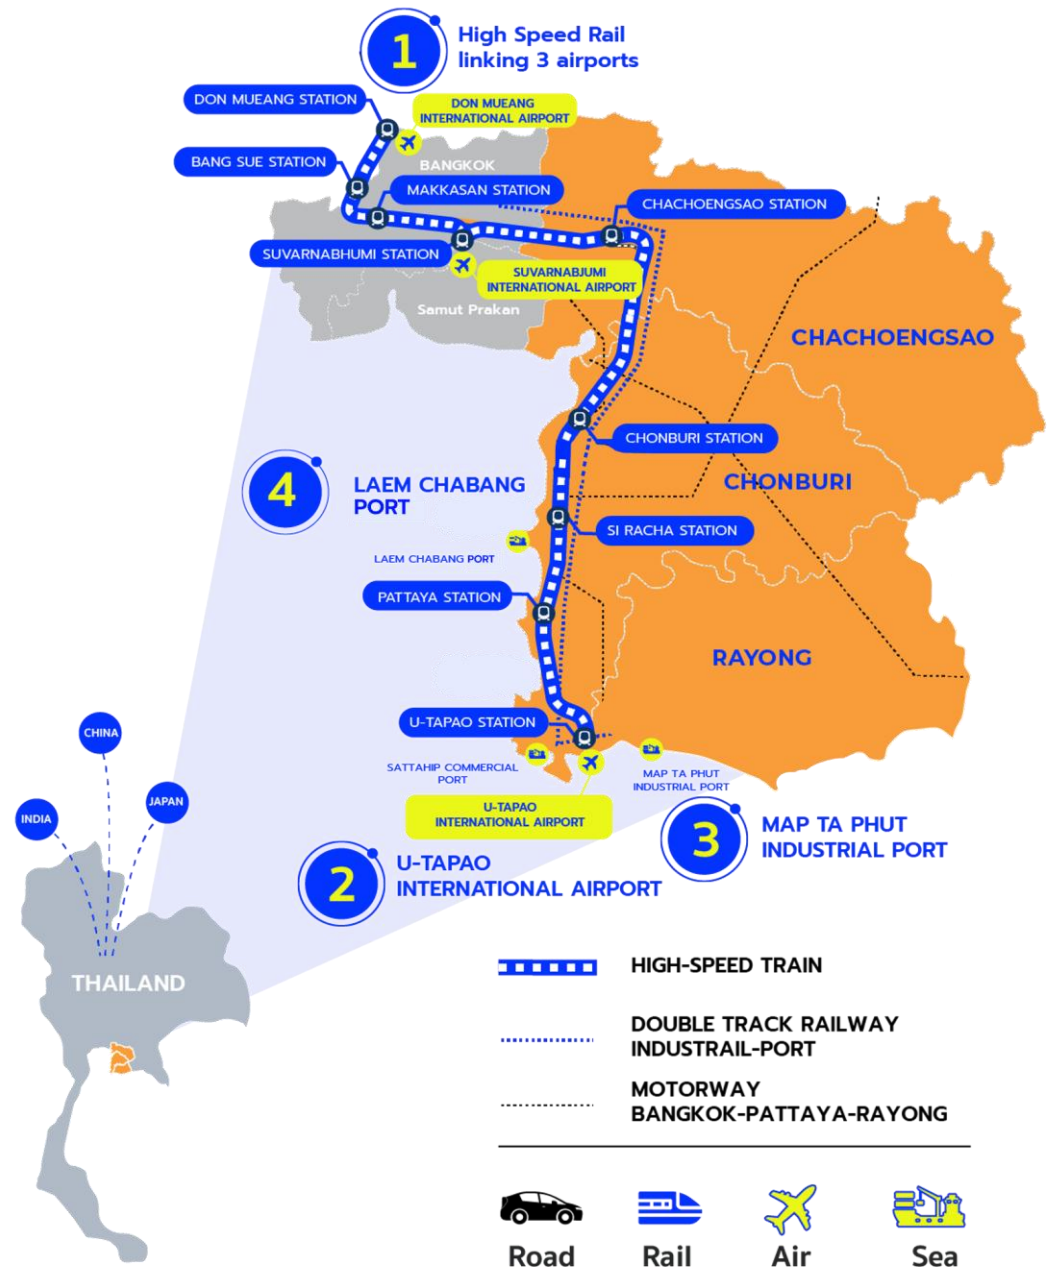 1
High Speed Rail
linking 3 airports
DON MUEANG STATION
DON MUEANG
INTERNATIONAL AIRPORT
BANG SUE STATION
BANGKOK
MAKKASAN STATION
CHACHOENGSAO STATION
SUVARNABHUMI STATION
SUVARNABJUMI
INTERNATIONAL AIRPORT
Samut Prakan
CHACHOENGSAO
CHONBURI STATION
4
LAEM CHABANG
PORT
CHONBURI
SI RACHA STATION
LAEM CHABANG PORT
PATTAYA STATION
RAYONG
U-TAPAO STATION
SATTAHIP COMMERCIAL
PORT
MAP TA PHUT
INDUSTRIAL PORT
U-TAPAO
INTERNATIONAL AIRPORT
3
MAP TA PHUT
INDUSTRIAL PORT
2
U-TAPAO
INTERNATIONAL AIRPORT
CHINA
JAPAN
INDIA
THAILAND
HIGH-SPEED TRAIN
DOUBLE TRACK RAILWAY
INDUSTRAIL-PORT
MOTORWAY
BANGKOK-PATTAYA-RAYONG
Road
Rail
Air
Sea